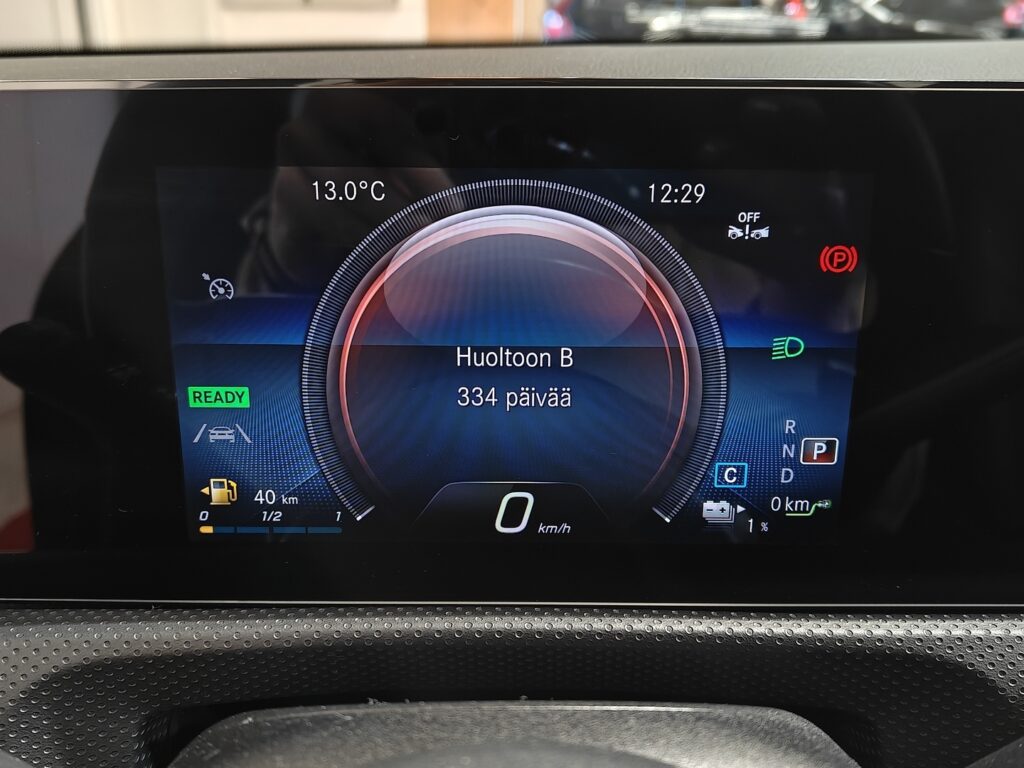 13.0°C
12:29
OFF
P
Huoltoon B
334 päivää
READY
R
N P
D
C
40 km
0 1/2 1
0 km/h
0 km
1 %